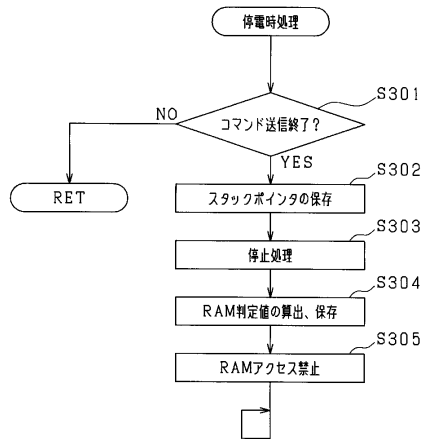 停電時処理
S301
コマンド送信終了?
NO
YES
RET
S302
スタックポインタの保存
S303
停止処理
S304
RAM判定値の算出、保存
S305
RAMアクセス禁止